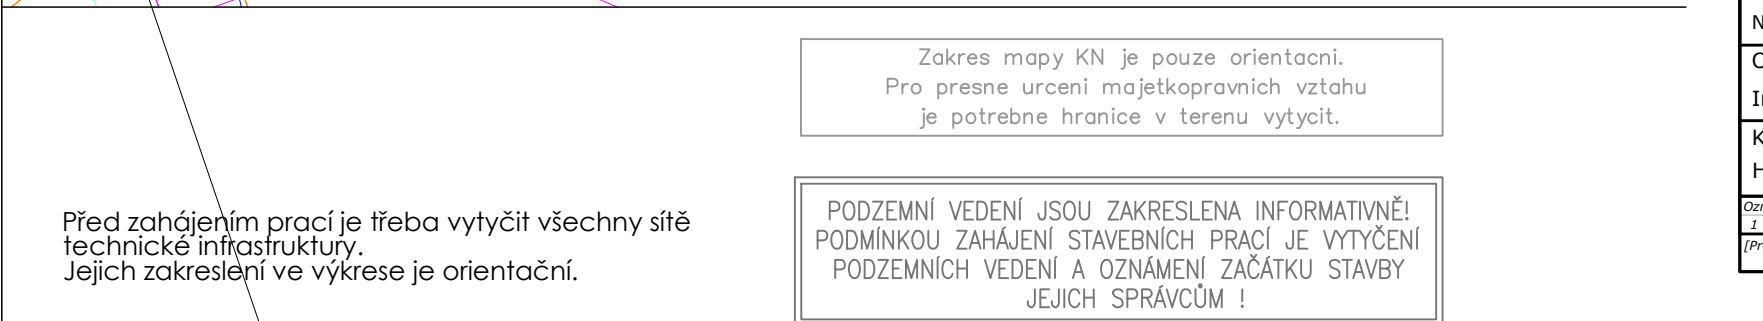 Zakres mapy KN je pouze orientacni.
Pro presne urceni majetkopravnich vztahu
je potrebne hranice v terenu vytycit.
Před zahájením prací je třeba vytyčit všechny sítě
technické infrastruktury.
Jejich zakreslení ve výkrese je orientační.
PODZEMNÍ VEDENÍ JSOU ZAKRESLENA INFORMATIVNĚ!
PODMÍNKOU ZAHÁJENÍ STAVEBNÍCH PRACÍ JE VYTYČENÍ
PODZEMNÍCH VEDENÍ A OZNÁMENÍ ZAČÁTKU STAVBY
JEJICH SPRÁVCŮM !
1